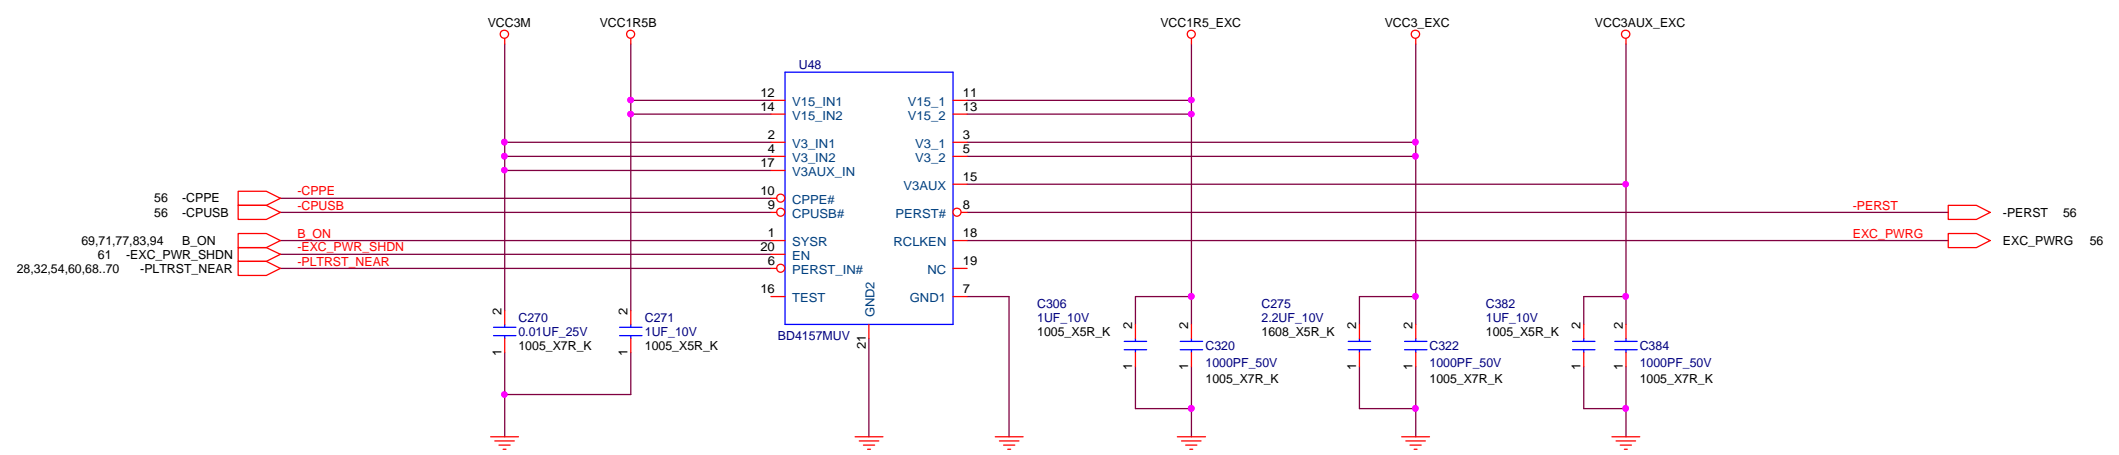 VCC3M
VCC1R5B
VCC1R5_EXC
VCC3_EXC
VCC3AUX_EXC
U48
12 V15_IN1 V15_1 11
14 V15_IN2 V15_2 13
2 V3_IN1 V3_1 3
4 V3_IN2 V3_2 5
17 V3AUX_IN
V3AUX 15
56 -CPPE -CPPE 10 CPPE#
56 -CPUSB -CPUSB 9 CPUSB# PERST# 8 -PERST -PERST 56
69,71,77,83,94 B_ON B_ON 1 SYSR RCLKEN 18 EXC_PWRG EXC_PWRG 56
61 -EXC_PWR_SHDN -EXC_PWR_SHDN 20 EN
28,32,54,60,68..70 -PLTRST_NEAR -PLTRST_NEAR 6 PERST_IN# NC 19
16 TEST GND2 GND1 7
21
BD4157MUV
2 C270
0.01UF_25V
1 1005_X7R_K
2 C271
1UF_10V
1 1005_X5R_K
C306
1UF_10V
1005_X5R_K
2
1
2 C320
1000PF_50V
1 1005_X7R_K
C275
2.2UF_10V
1608_X5R_K
2
1
2 C322
1000PF_50V
1 1005_X7R_K
C382
1UF_10V
1005_X5R_K
2
1
2 C384
1000PF_50V
1 1005_X7R_K